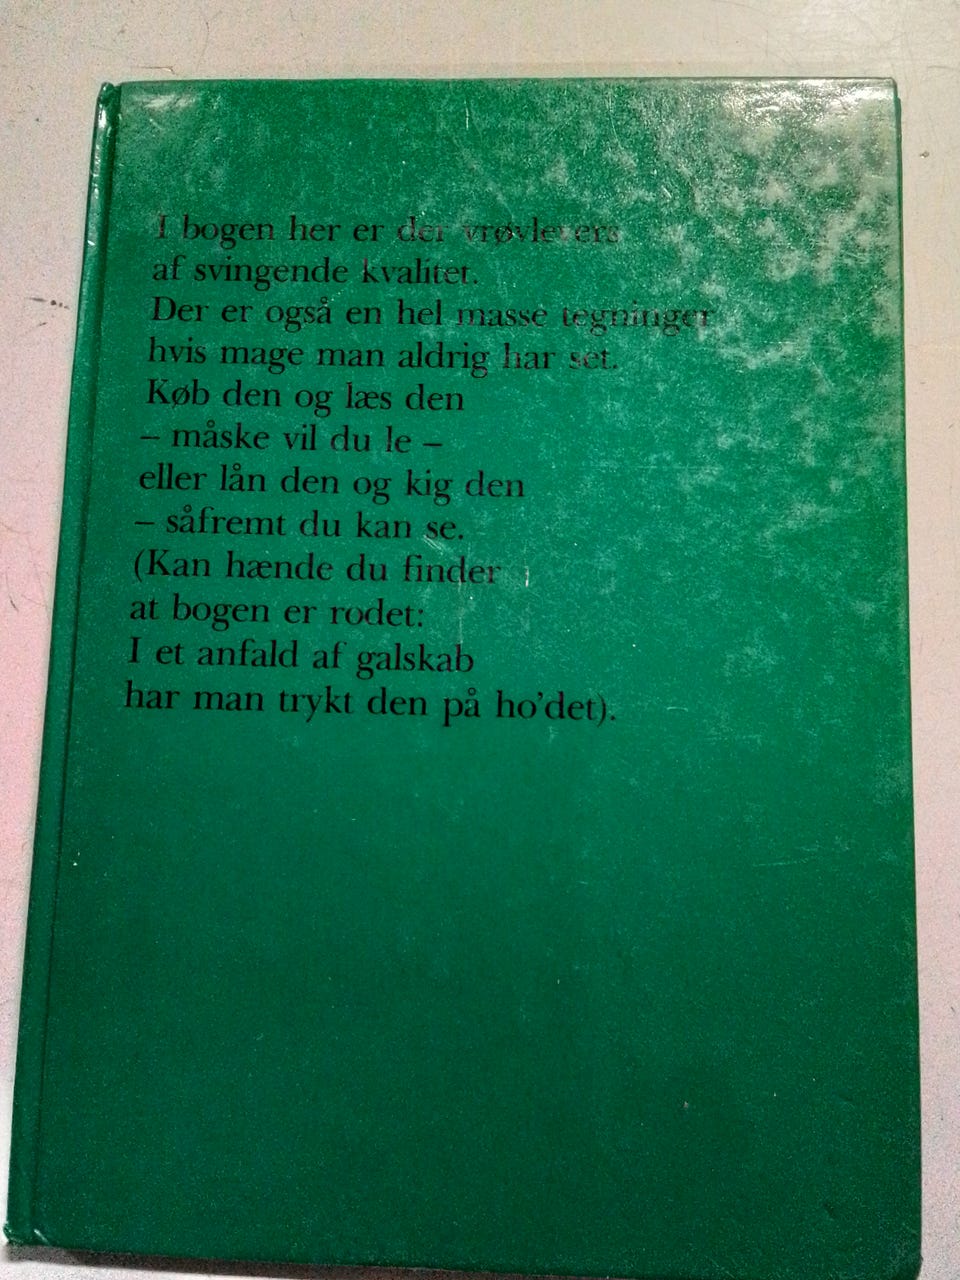 I bogen her er der vrøvlevers
af svingende kvalitet.
Der er også en hel masse tegninger
hvis mage man aldrig har set.
Køb den og læs den
– måske vil du le –
eller lån den og kig den
– såfremt du kan se.
(Kan hænde du finder
at bogen er rodet:
I et anfald af galskab
har man trykt den på ho'det).